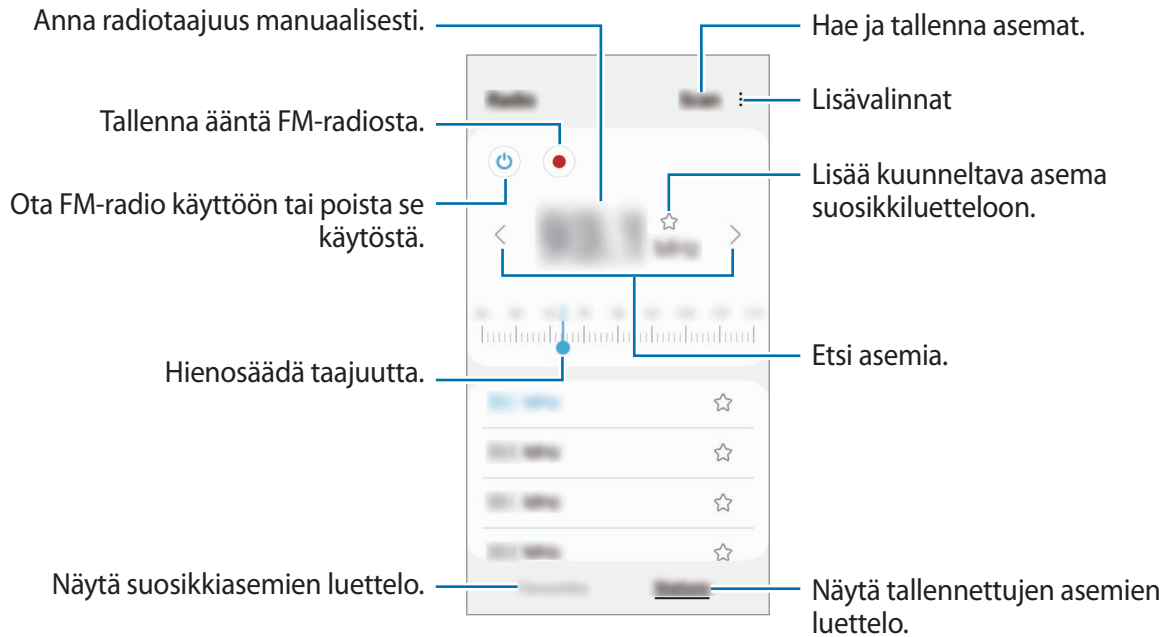 Anna radiotaajuus manuaalisesti.
Hae ja tallenna asemat.
Lisävalinnat
Tallenna ääntä FM-radiosta.
Lisää kuunneltava asema
suosikkiluetteloon.
Ota FM-radio käyttöön tai poista se
käytöstä.
Etsi asemia.
Hienosäädä taajuutta.
Näytä suosikkiasemien luettelo.
Näytä tallennettujen asemien
luettelo.